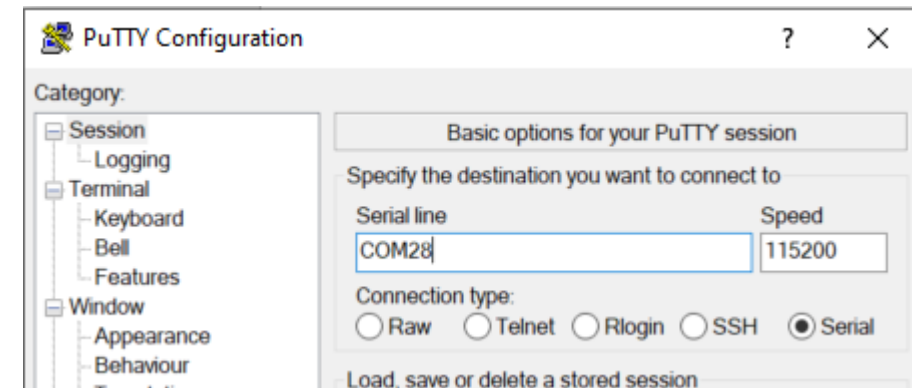 PuTTY Configuration
?
Category:
Session
Logging
Terminal
Keyboard
Bell
Features
Window
Appearance
Behaviour
Basic options for your PuTTY session
Specify the destination you want to connect to
Serial line Speed
COM28 115200
Connection type:
Raw Telnet Rlogin SSH Serial
Load, save or delete a stored session